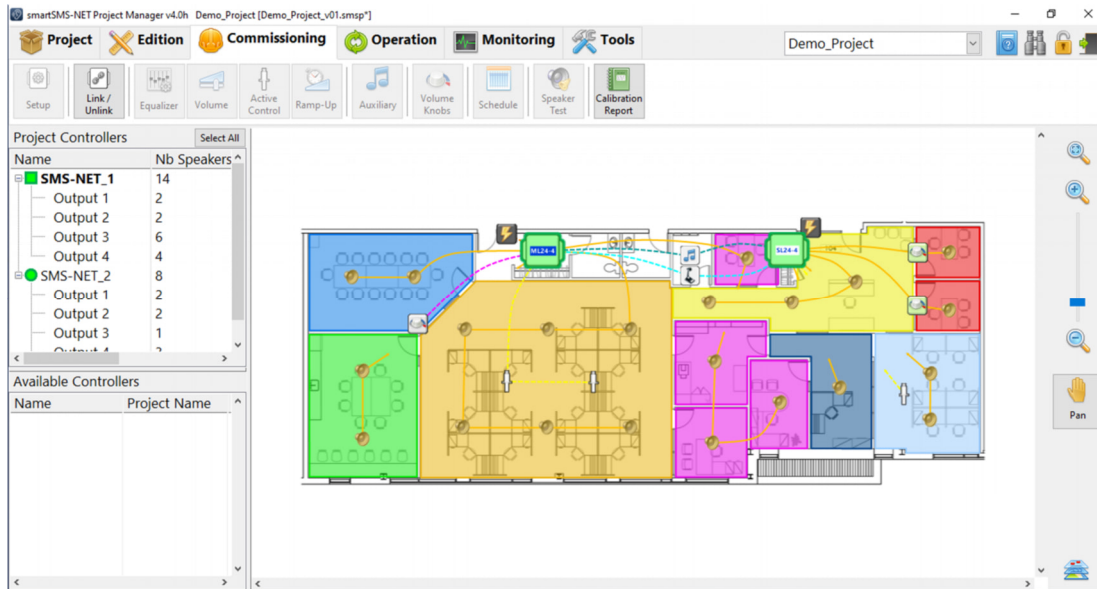 smartSMS-NET Project Manager v4.0h Demo_Project [Demo_Project_v01.smsp*]
Project Edition Commissioning Operation Monitoring Tools Demo_Project
Setup Link / Unlink Equalizer Volume Active Control Ramp-Up Auxiliary Volume Knobs Schedule Speaker Test Calibration Report
Project Controllers Select All
Name Nb Speakers
SMS-NET_1 14
Output 1 2
Output 2 2
Output 3 6
Output 4 4
SMS-NET_2 8
Output 1 2
Output 2 2
Output 3 1
Output 4 3
Available Controllers
Name Project Name
ML24-4
SL24-4
Pan